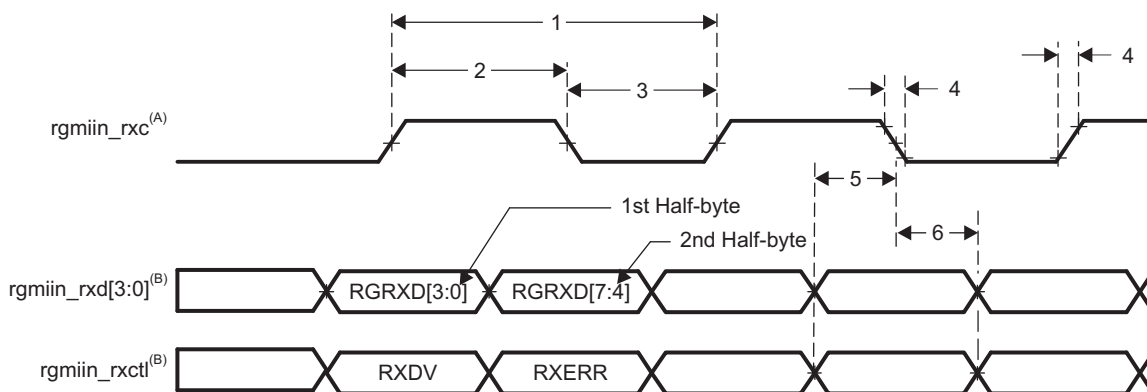 1
2
3
4
4
rgmiin_rxc(A)
5
1st Half-byte
6
2nd Half-byte
rgmiin_rxd[3:0](B)
RGRXD[3:0]
RGRXD[7:4]
rgmiin_rxctl(B)
RXDV
RXERR